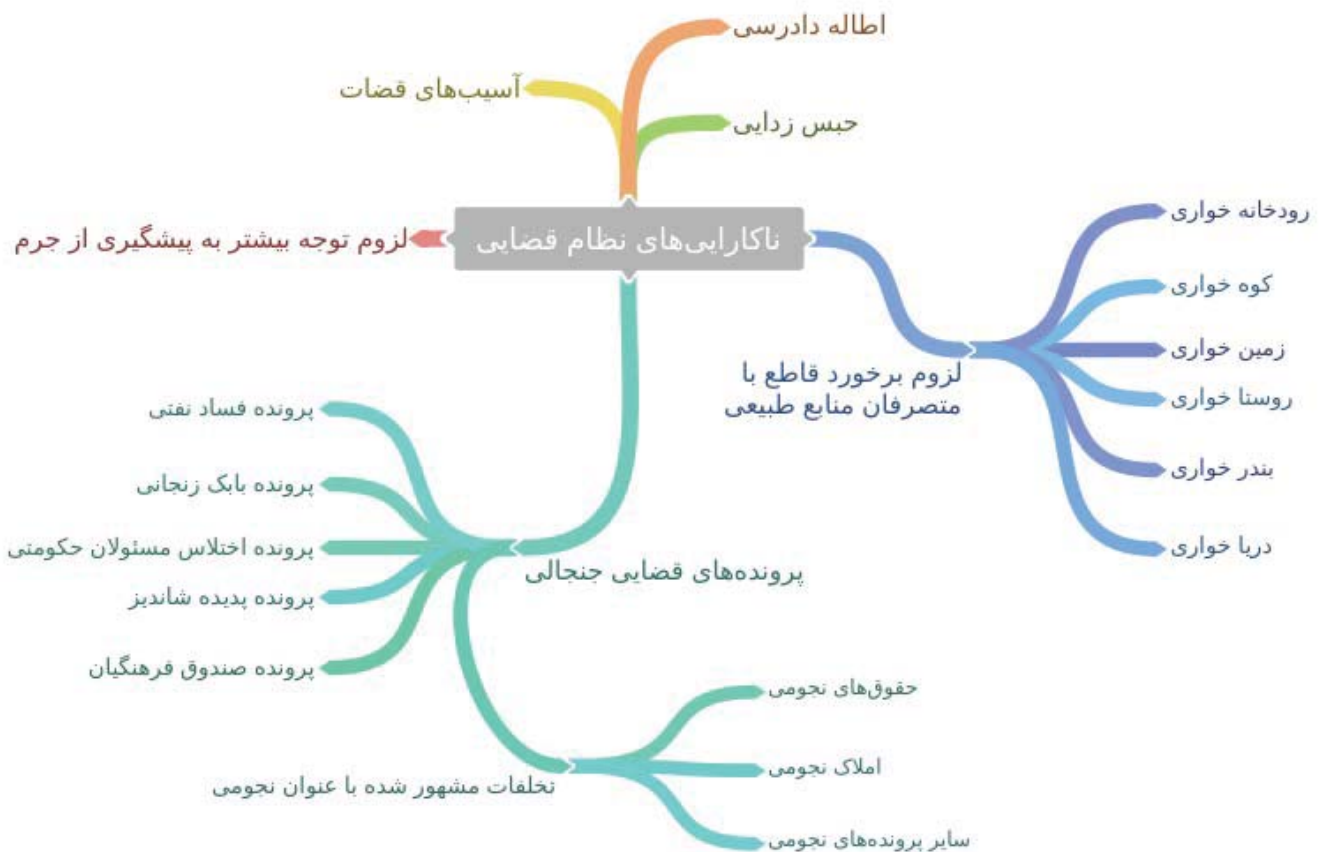 اطاله دادرسی
آسیب‌های قضات
حبس زدایی
ناکارایی‌های نظام قضایی
لزوم توجه بیشتر به پیشگیری از جرم
لزوم برخورد قاطع با
متصرفان منابع طبیعی
رودخانه خواری
کوه خواری
زمین خواری
روستا خواری
بندر خواری
دریا خواری
پرونده‌های قضایی جنجالی
پرونده فساد نفتی
پرونده بابک زنجانی
پرونده اختلاس مسئولان حکومتی
پرونده پدیده شاندیز
پرونده صندوق فرهنگیان
تخلفات مشهور شده با عنوان نجومی
حقوق‌های نجومی
املاک نجومی
سایر پرونده‌های نجومی